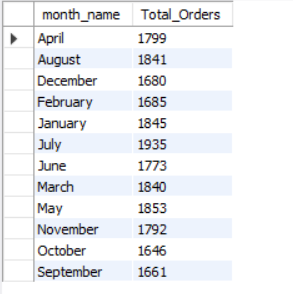 month_name Total_Orders
April 1799
August 1841
December 1680
February 1685
January 1845
July 1935
June 1773
March 1840
May 1853
November 1792
October 1646
September 1661